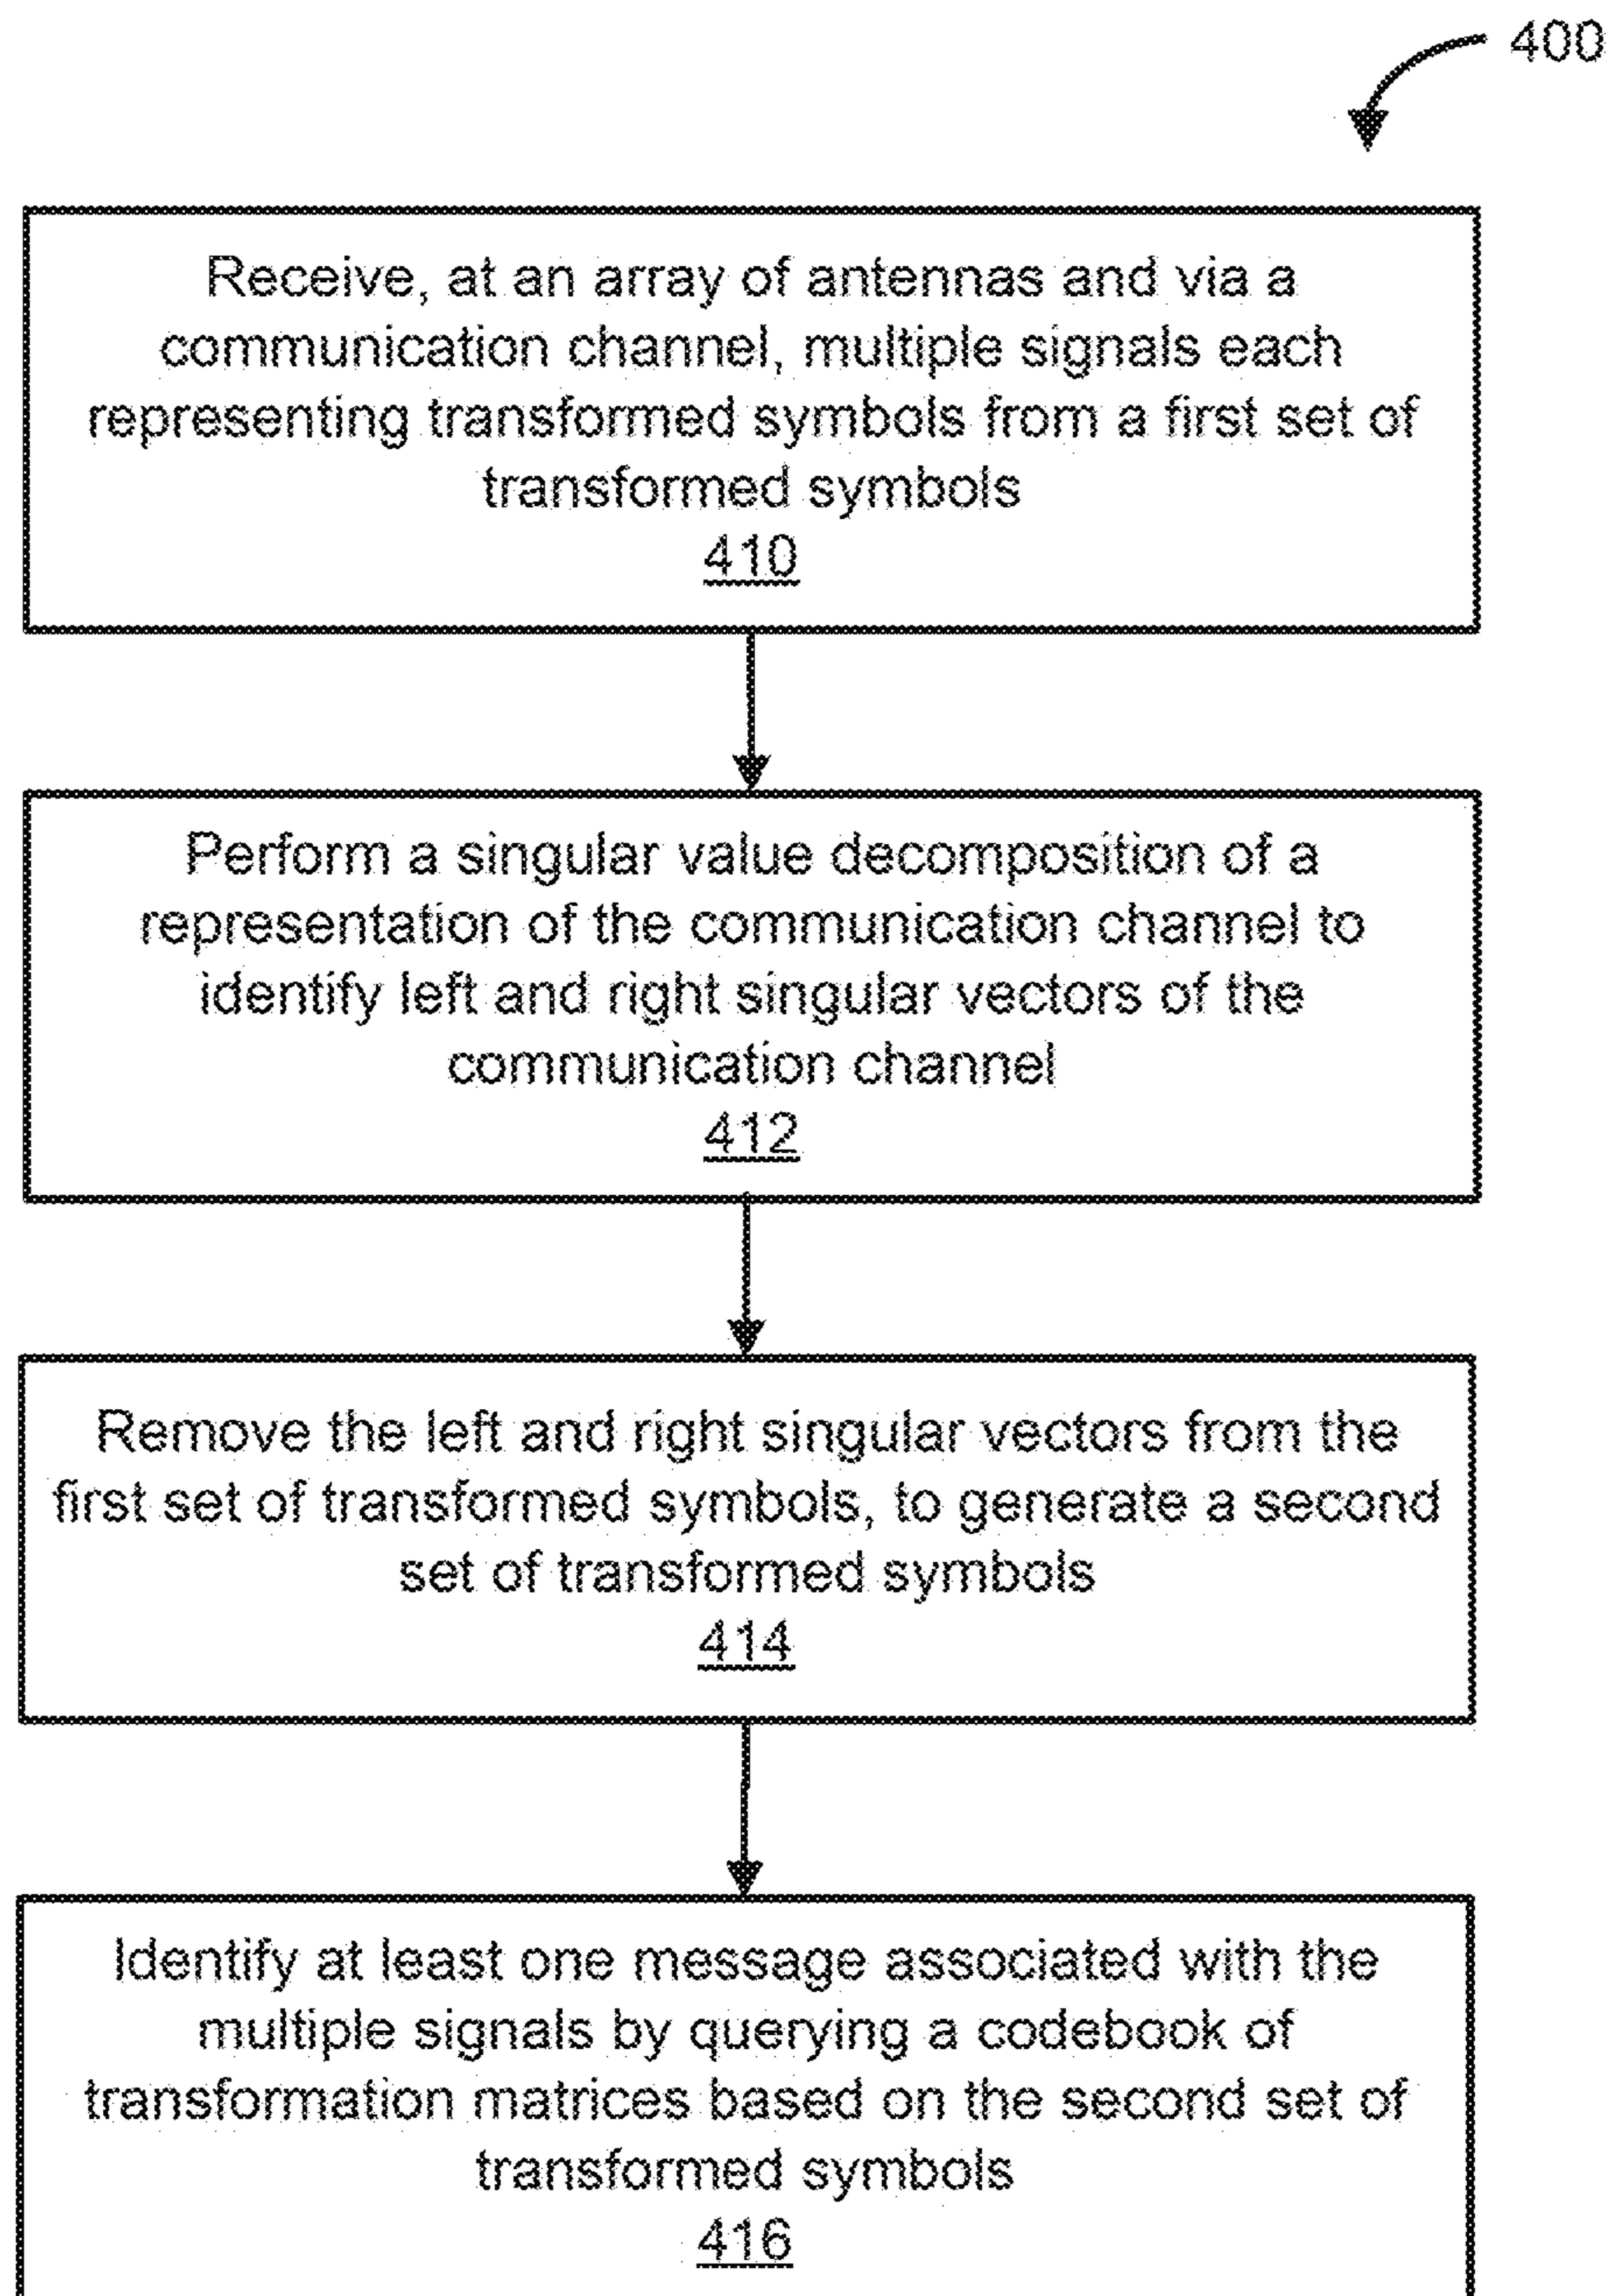 400
Receive, at an array of antennas and via a
communication channel, multiple signals each
representing transformed symbols from a first set of
transformed symbols
410
Perform a singular value decomposition of a
representation of the communication channel to
identify left and right singular vectors of the
communication channel
412
Remove the left and right singular vectors from the
first set of transformed symbols, to generate a second
set of transformed symbols
414
Identify at least one message associated with the
multiple signals by querying a codebook of
transformation matrices based on the second set of
transformed symbols
416